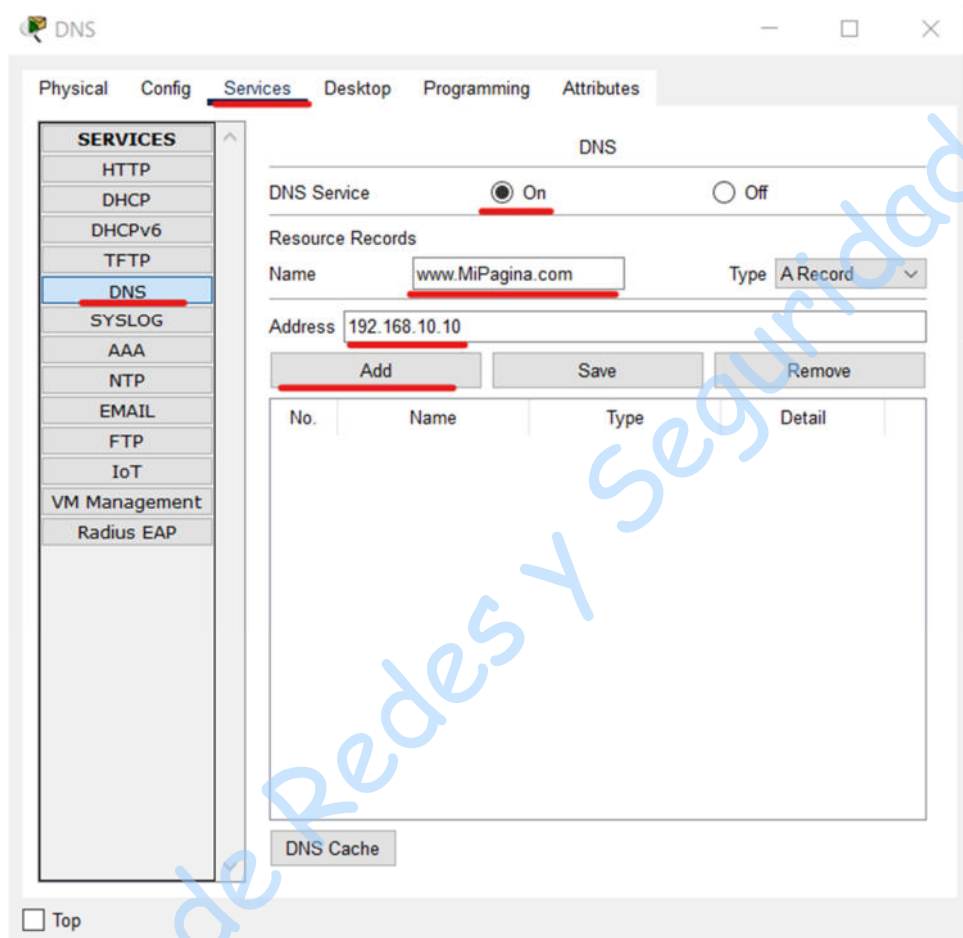 DNS
Physical Config Services Desktop Programming Attributes
SERVICES
HTTP
DHCP
DHCPv6
TFTP
DNS
SYSLOG
AAA
NTP
EMAIL
FTP
IoT
VM Management
Radius EAP
DNS
DNS Service On Off
Resource Records
Name www.MiPagina.com Type A Record
Address 192.168.10.10
Add Save Remove
No. Name Type Detail
DNS Cache
Top
de Redes y Seguridad